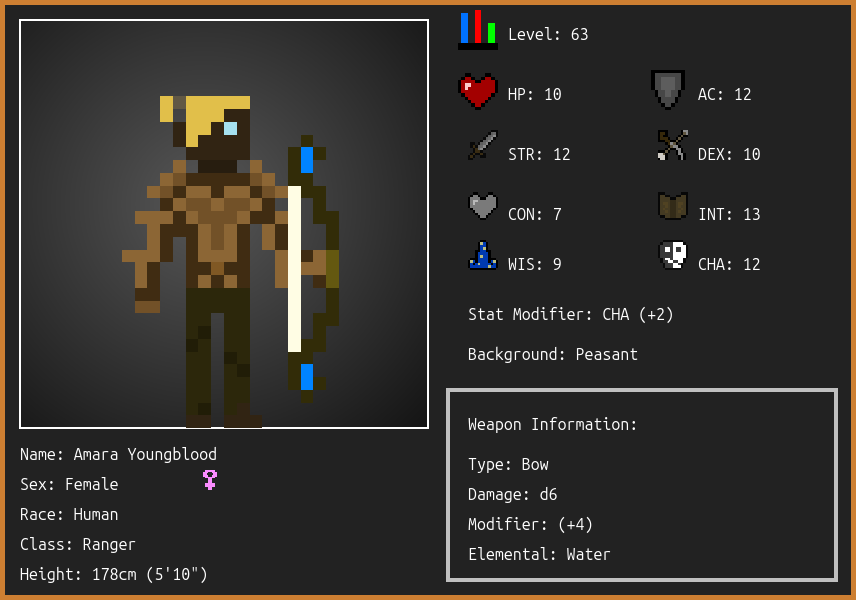 Level: 63
HP: 10
AC: 12
STR: 12
DEX: 10
CON: 7
INT: 13
WIS: 9
CHA: 12
Stat Modifier: CHA (+2)
Background: Peasant
Weapon Information:
Type: Bow
Damage: d6
Modifier: (+4)
Elemental: Water
Name: Amara Youngblood
Sex: Female
Race: Human
Class: Ranger
Height: 178cm (5'10")